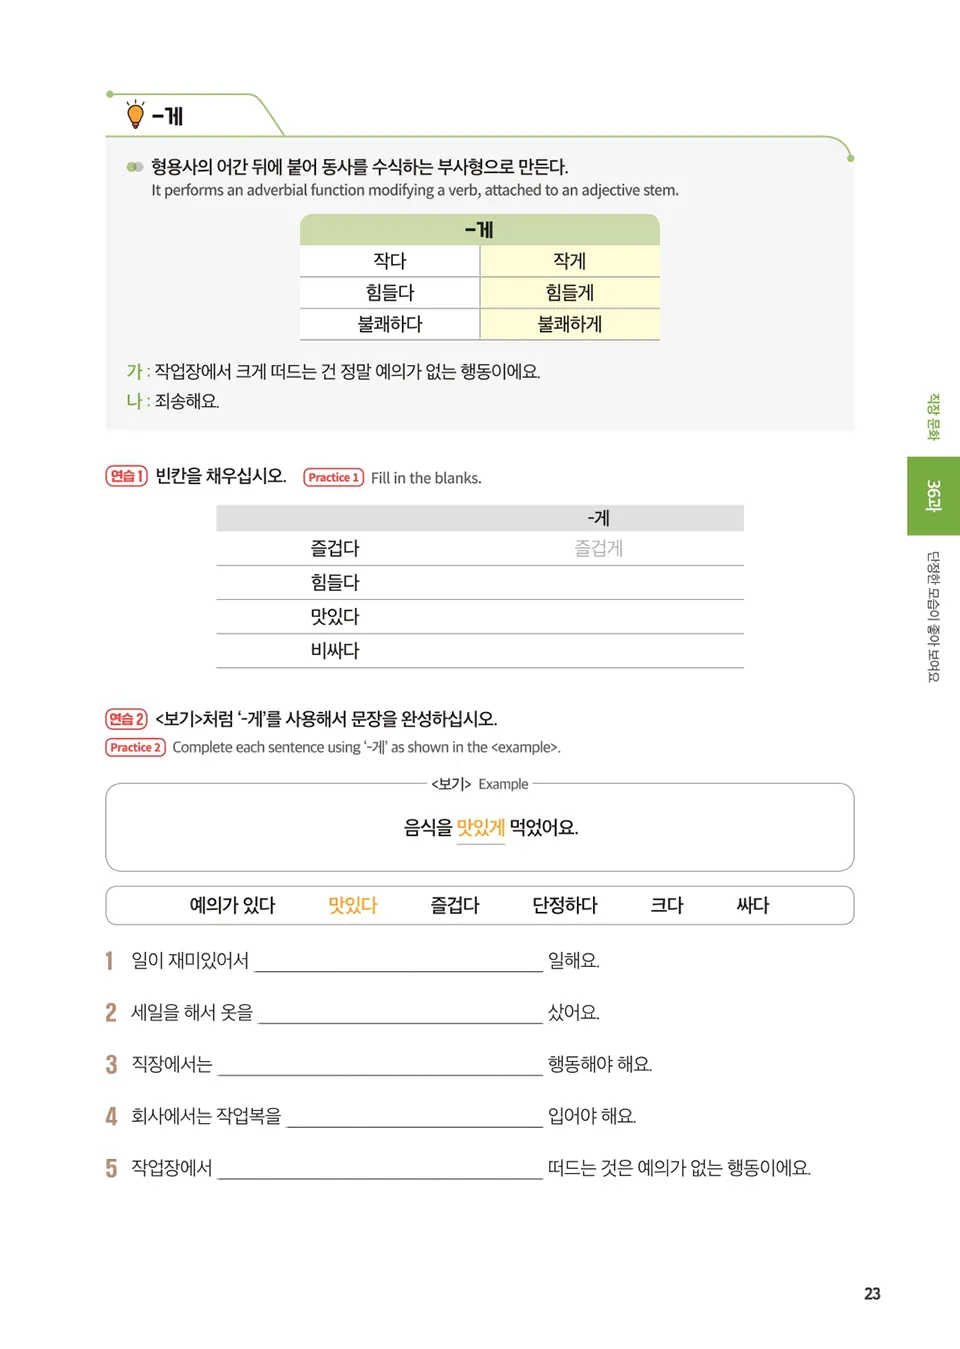 -게
형용사의 어간 뒤에 붙어 동사를 수식하는 부사형으로 만든다.
It performs an adverbial function modifying a verb, attached to an adjective stem.
-게
작다 작게
힘들다 힘들게
불쾌하다 불쾌하게
가 : 작업장에서 크게 떠드는 건 정말 예의가 없는 행동이에요.
나 : 죄송해요.
연습 1 빈칸을 채우십시오. Practice 1 Fill in the blanks.
-게
즐겁다 즐겁게
힘들다
맛있다
비싸다
연습 2 <보기>처럼 ‘-게’를 사용해서 문장을 완성하십시오.
Practice 2 Complete each sentence using ‘-게’ as shown in the <example>.
<보기> Example
음식을 맛있게 먹었어요.
예의가 있다 맛있다 즐겁다 단정하다 크다 싸다
1 일이 재미있어서 일해요.
2 세일을 해서 옷을 샀어요.
3 직장에서는 행동해야 해요.
4 회사에서는 작업복을 입어야 해요.
5 작업장에서 떠드는 것은 예의가 없는 행동이에요.
직장 문화
36과
단정한 모습이 좋아 보여요
23